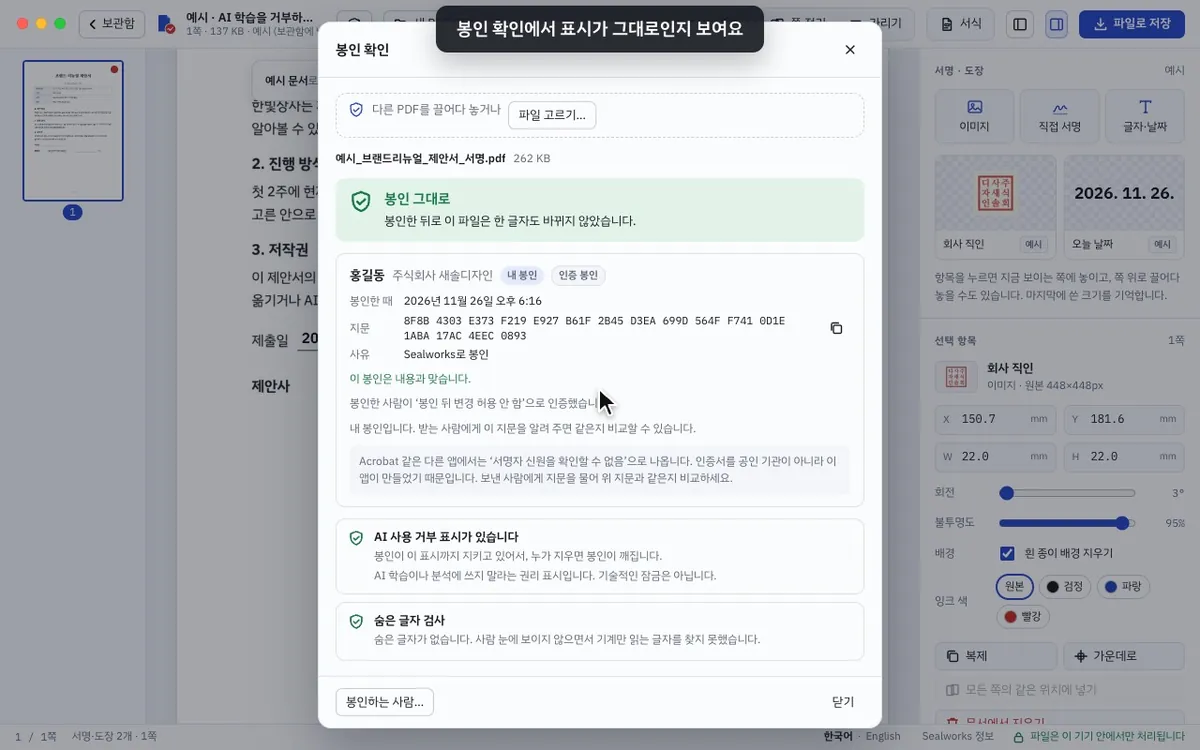 봉인 확인에서 표시가 그대로인지 보여요
보관함
예시 · AI 학습을 거부하...
1쪽 · 137 KB · 예시 (보관함에
서식
파일로 저장
봉인 확인
다른 PDF를 끌어다 놓거나
파일 고르기...
예시_브랜드리뉴얼_제안서_서명.pdf 262 KB
봉인 그대로
봉인한 뒤로 이 파일은 한 글자도 바뀌지 않았습니다.
홍길동 주식회사 새솔디자인 내 봉인 인증 봉인
봉인한 때 2026년 11월 26일 오후 6:16
지문 8F8B 4303 E373 F219 E927 B61F 2B45 D3EA 699D 564F F741 0D1E
1ABA 17AC 4EEC 0893
사유 Sealworks로 봉인
이 봉인은 내용과 맞습니다.
봉인한 사람이 ‘봉인 뒤 변경 허용 안 함’으로 인증했습니
내 봉인입니다. 받는 사람에게 이 지문을 알려 주면 같은지 비교할 수 있습니다.
Acrobat 같은 다른 앱에서는 ‘서명자 신원을 확인할 수 없음’으로 나옵니다. 인증서를 공인 기관이 아니라 이
앱이 만들었기 때문입니다. 보낸 사람에게 지문을 물어 위 지문과 같은지 비교하세요.
AI 사용 거부 표시가 있습니다
봉인이 이 표시까지 지키고 있어서, 누가 지우면 봉인이 깨집니다.
AI 학습이나 분석에 쓰지 말라는 권리 표시입니다. 기술적인 잠금은 아닙니다.
숨은 글자 검사
숨은 글자가 없습니다. 사람 눈에 보이지 않으면서 기계만 읽는 글자를 찾지 못했습니다.
봉인하는 사람...
닫기
1
예시 문서로
한빛상사는
알아볼 수 있
2. 진행 방식
첫 2주에 현
고른 안으로
3. 저작권
이 제안서의
옮기거나 AI
제출일 20
제안사
서명 · 도장 예시
이미지
직접 서명
글자·날짜
2026. 11. 26.
회사 직인 예시
오늘 날짜 예시
항목을 누르면 지금 보이는 쪽에 놓이고, 쪽 위로 끌어다
놓을 수도 있습니다. 마지막에 쓴 크기를 기억합니다.
선택 항목 1쪽
회사 직인
이미지 · 원본 448×448px
X 150.7 mm
Y 181.6 mm
W 22.0 mm
H 22.0 mm
회전 3°
불투명도 95%
배경 흰 종이 배경 지우기
잉크 색 원본 검정 파랑
빨강
복제
가운데로
모든 쪽의 같은 위치에 넣기
문서에서 지우기
1 / 1쪽 서명·도장 2개 · 1쪽
한국어 · English
Sealworks 정보
파일은 이 기기 안에서만 처리됩니다